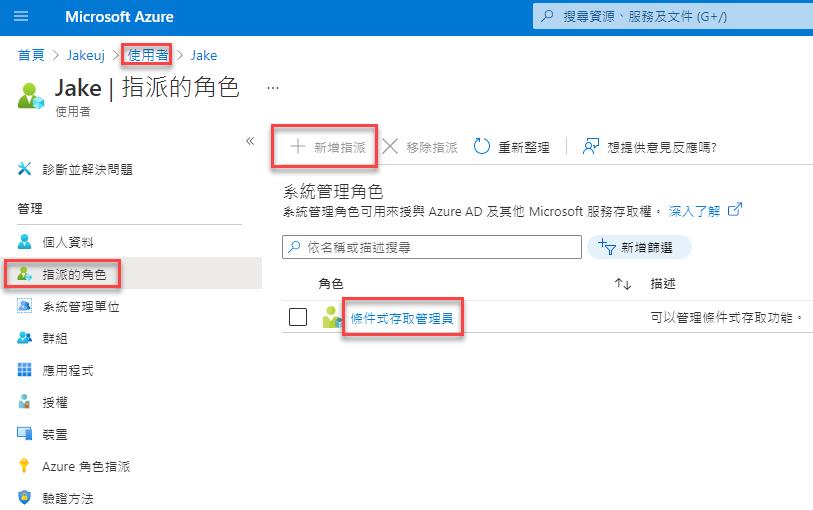 Microsoft Azure
搜尋資源、服務及文件 (G+/)
首頁 > Jakeuj > 使用者 > Jake
Jake | 指派的角色 ...
使用者
«
新增指派 移除指派 重新整理 想提供意見反應嗎?
診斷並解決問題
管理
個人資料
指派的角色
系統管理單位
群組
應用程式
授權
裝置
Azure 角色指派
驗證方法
系統管理角色
系統管理角色可用來授與 Azure AD 及其他 Microsoft 服務存取權。 深入了解
依名稱或描述搜尋 新增篩選
角色 ↑↓ 描述
條件式存取管理員 可以管理條件式存取功能。